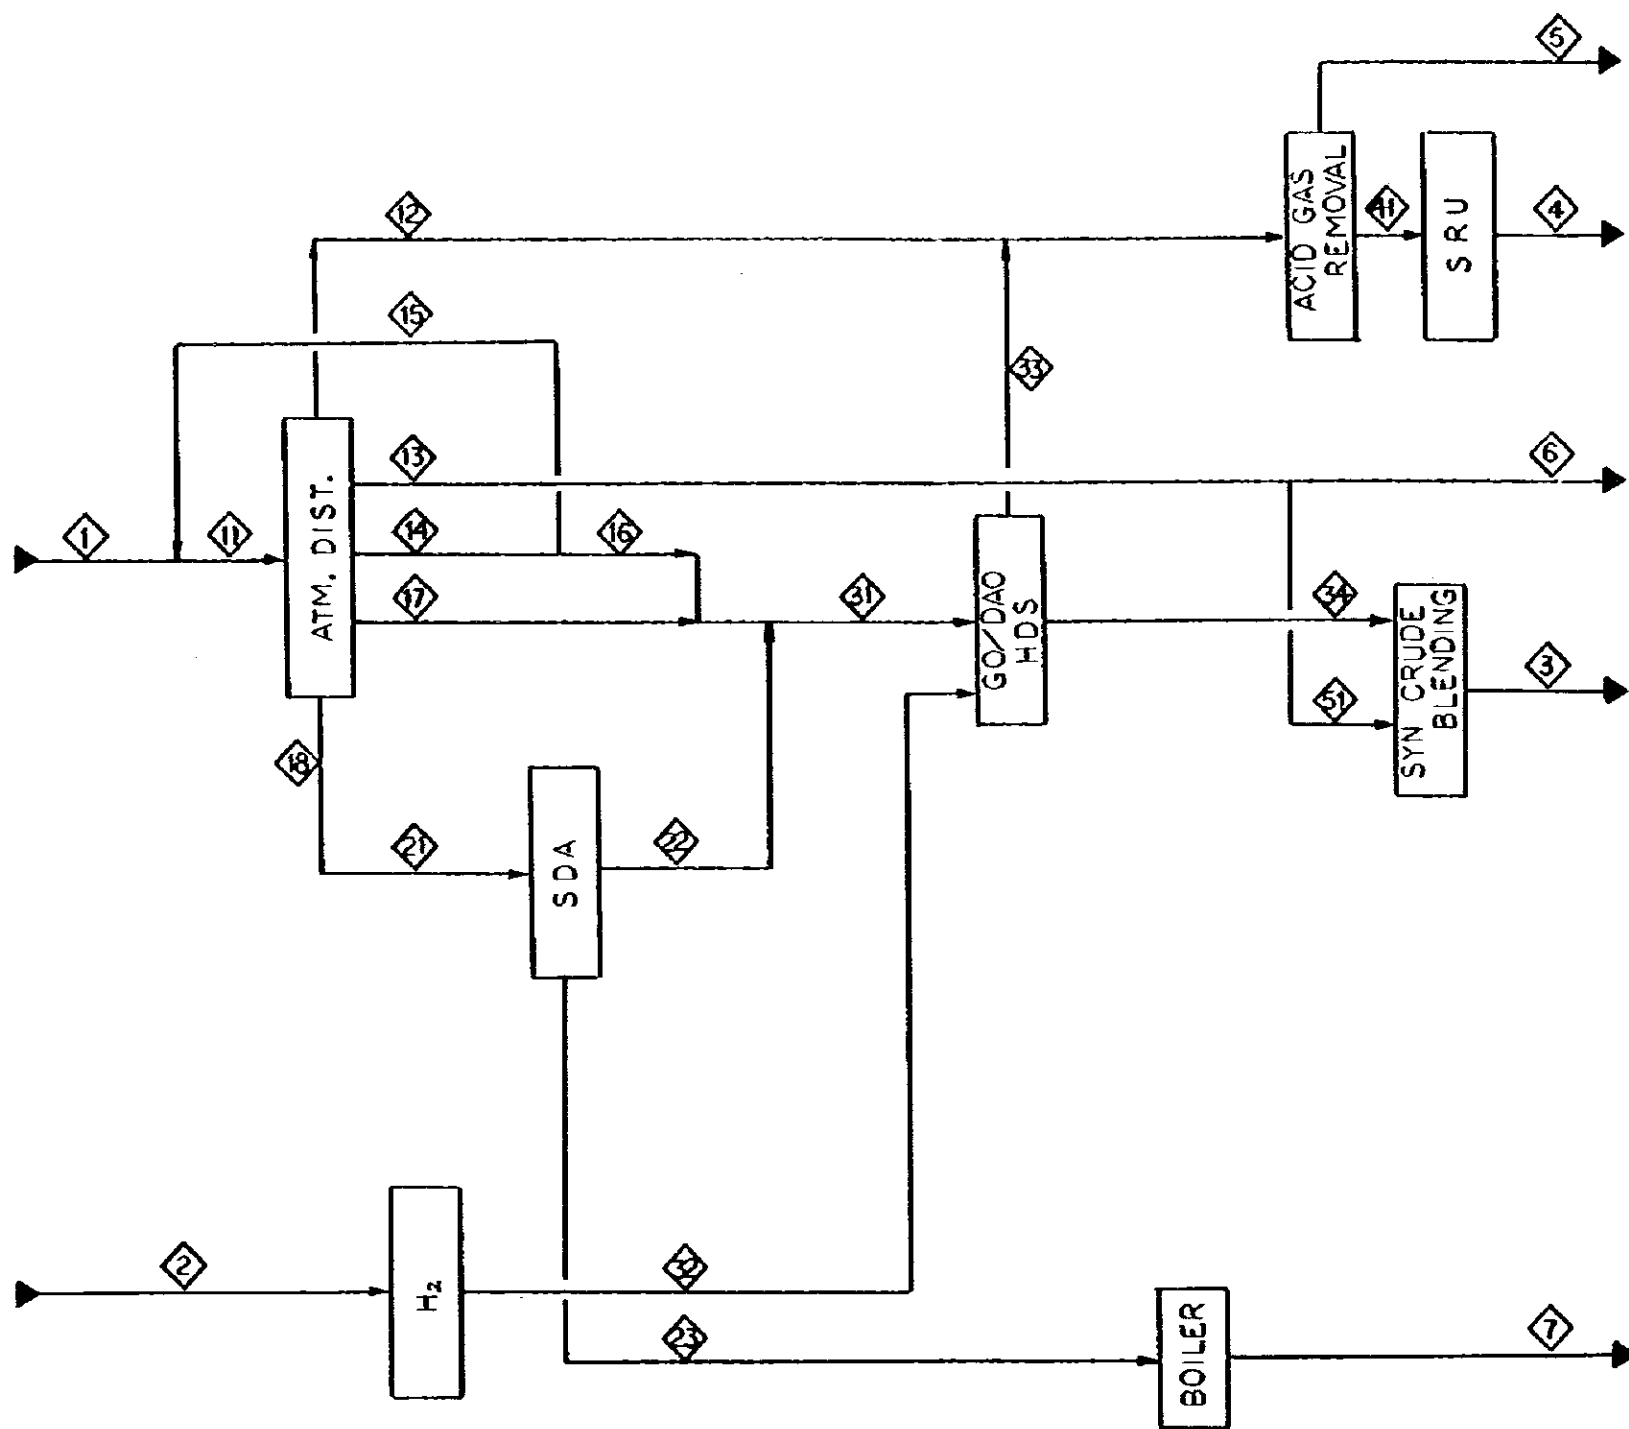 5
12
ACID GAS
REMOVAL
41
SRU
4
15
33
13
6
1
11
ATM. DIST.
14
16
17
31
GO/DAO
HDS
34
SYN CRUDE
BLENDING
3
51
18
21
SDA
22
2
H₂
32
23
BOILER
7